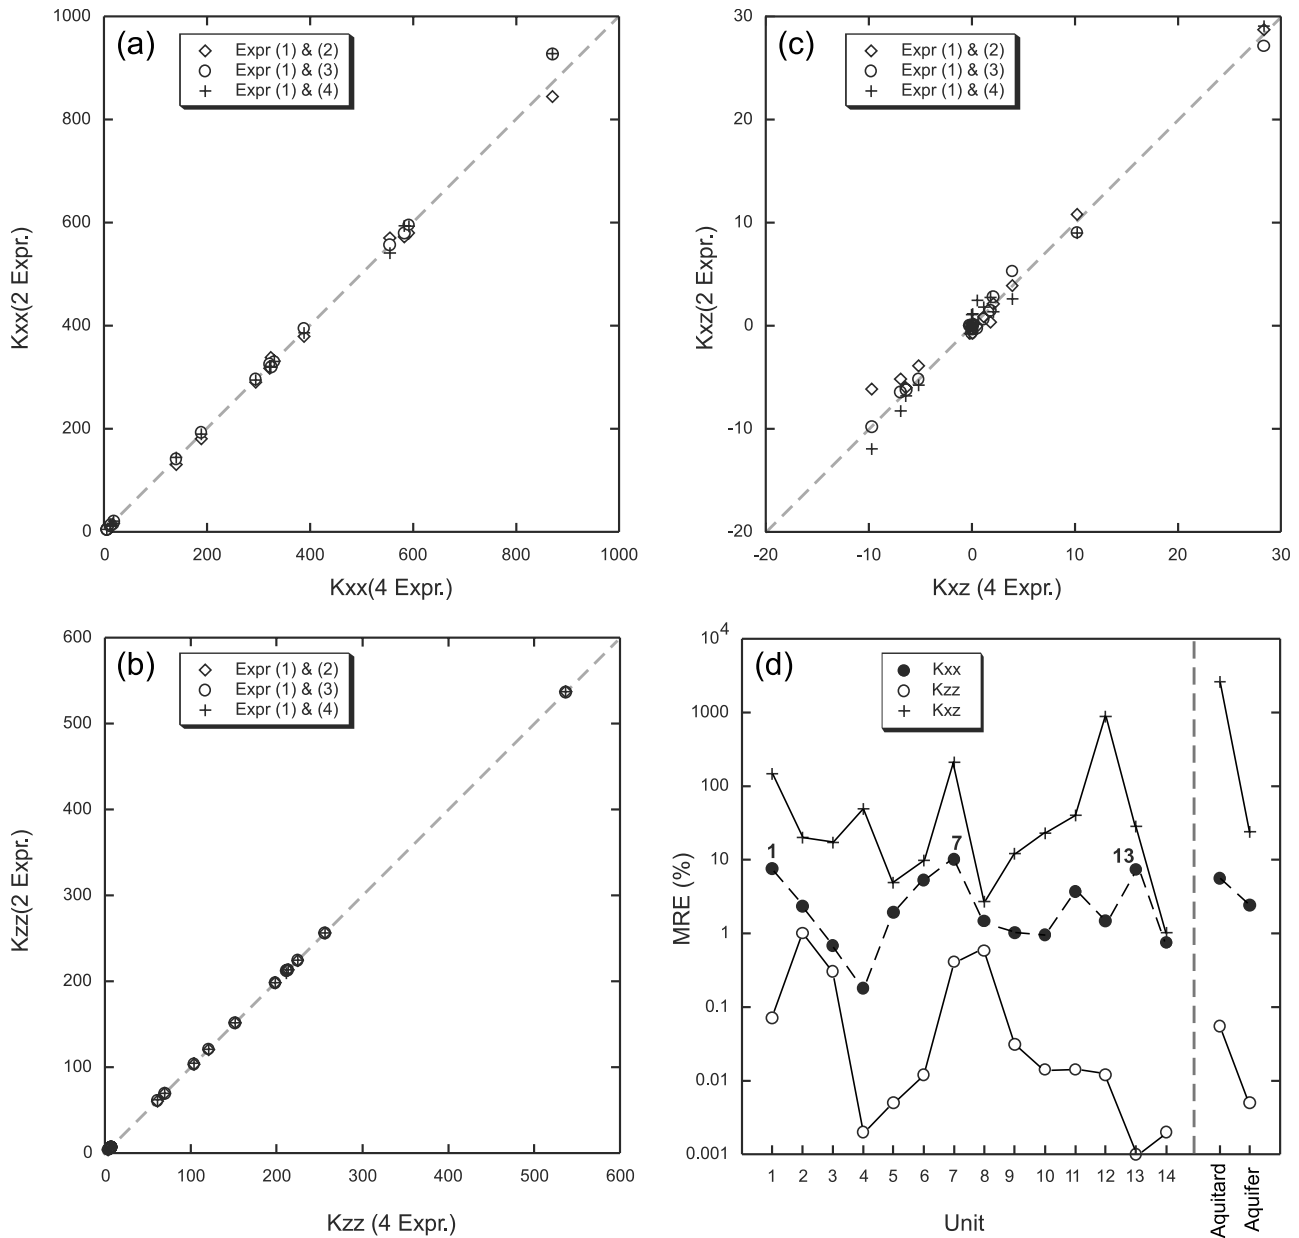 (a)
Expr (1) & (2)
Expr (1) & (3)
Expr (1) & (4)
1000
800
600
400
200
0
0 200 400 600 800 1000
Kxx(2 Expr.)
Kxx(4 Expr.)
(c)
Expr (1) & (2)
Expr (1) & (3)
Expr (1) & (4)
30
20
10
0
-10
-20
-20 -10 0 10 20 30
Kxz(2 Expr.)
Kxz (4 Expr.)
(b)
Expr (1) & (2)
Expr (1) & (3)
Expr (1) & (4)
600
500
400
300
200
100
0
0 100 200 300 400 500 600
Kzz(2 Expr.)
Kzz (4 Expr.)
(d)
Kxx
Kzz
Kxz
10⁴
1000
100
10
1
0.1
0.01
0.001
1 7 13
1 2 3 4 5 6 7 8 9 10 11 12 13 14 Aquitard Aquifer
MRE (%)
Unit